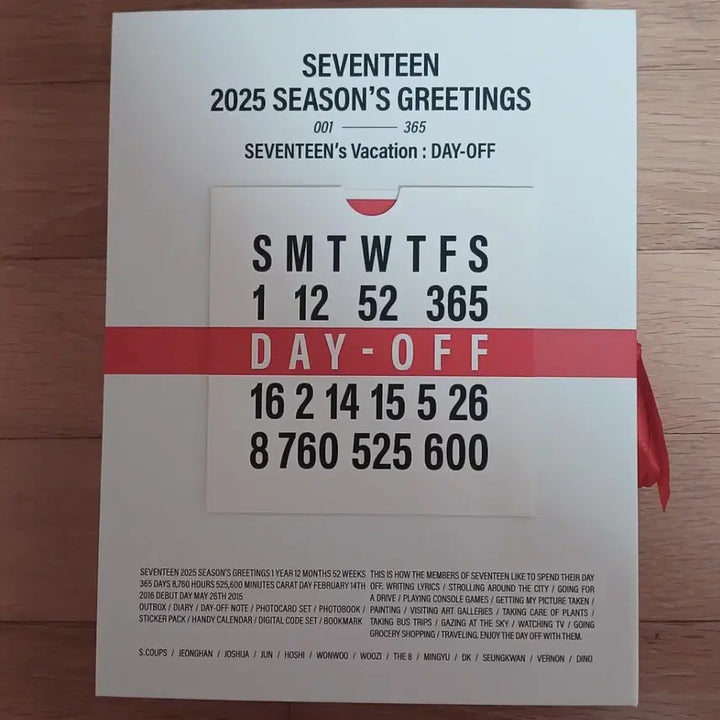 SEVENTEEN
2025 SEASON'S GREETINGS
001 ——— 365
SEVENTEEN's Vacation : DAY-OFF
S M T W T F S
1 12 52 365
DAY-OFF
16 2 14 15 5 26
8 760 525 600
SEVENTEEN 2025 SEASON'S GREETINGS 1 YEAR 12 MONTHS 52 WEEKS
365 DAYS 8,760 HOURS 525,600 MINUTES CARAT DAY FEBRUARY 14TH
2016 DEBUT DAY MAY 26TH 2015
OUTBOX / DIARY / DAY-OFF NOTE / PHOTOCARD SET / PHOTOBOOK /
STICKER PACK / HANDY CALENDAR / DIGITAL CODE SET / BOOKMARK
THIS IS HOW THE MEMBERS OF SEVENTEEN LIKE TO SPEND THEIR DAY
OFF. WRITING LYRICS / STROLLING AROUND THE CITY / GOING FOR
A DRIVE / PLAYING CONSOLE GAMES / GETTING MY PICTURE TAKEN /
PAINTING / VISITING ART GALLERIES / TAKING CARE OF PLANTS /
TAKING BUS TRIPS / GAZING AT THE SKY / WATCHING TV / GOING
GROCERY SHOPPING / TRAVELING. ENJOY THE DAY OFF WITH THEM.
S.COUPS / JEONGHAN / JOSHUA / JUN / HOSHI / WONWOO / WOOZI / THE 8 / MINGYU / DK / SEUNGKWAN / VERNON / DINO